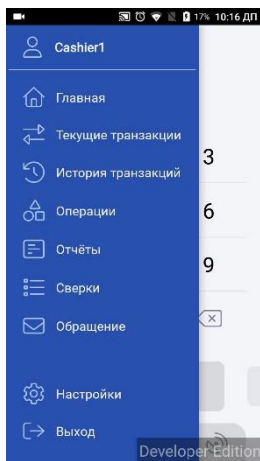 17% 10:16 ДП
Cashier1
Главная
Текущие транзакции
История транзакций
3
Операции
6
Отчёты
9
Сверки
Обращение
Настройки
Выход
Developer Edition